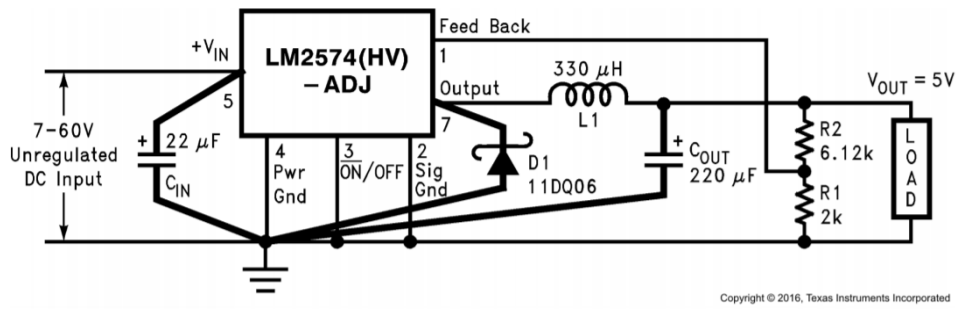 Feed Back
+VIN
LM2574(HV)
– ADJ
1
Output
330 μH
VOUT = 5V
5
7
L1
7-60V
Unregulated
DC Input
+
22 μF
CIN
4
Pwr
Gnd
3
ON/OFF
2
Sig
Gnd
D1
11DQ06
+
COUT
220 μF
R2
6.12k
R1
2k
LOAD
Copyright © 2016, Texas Instruments Incorporated